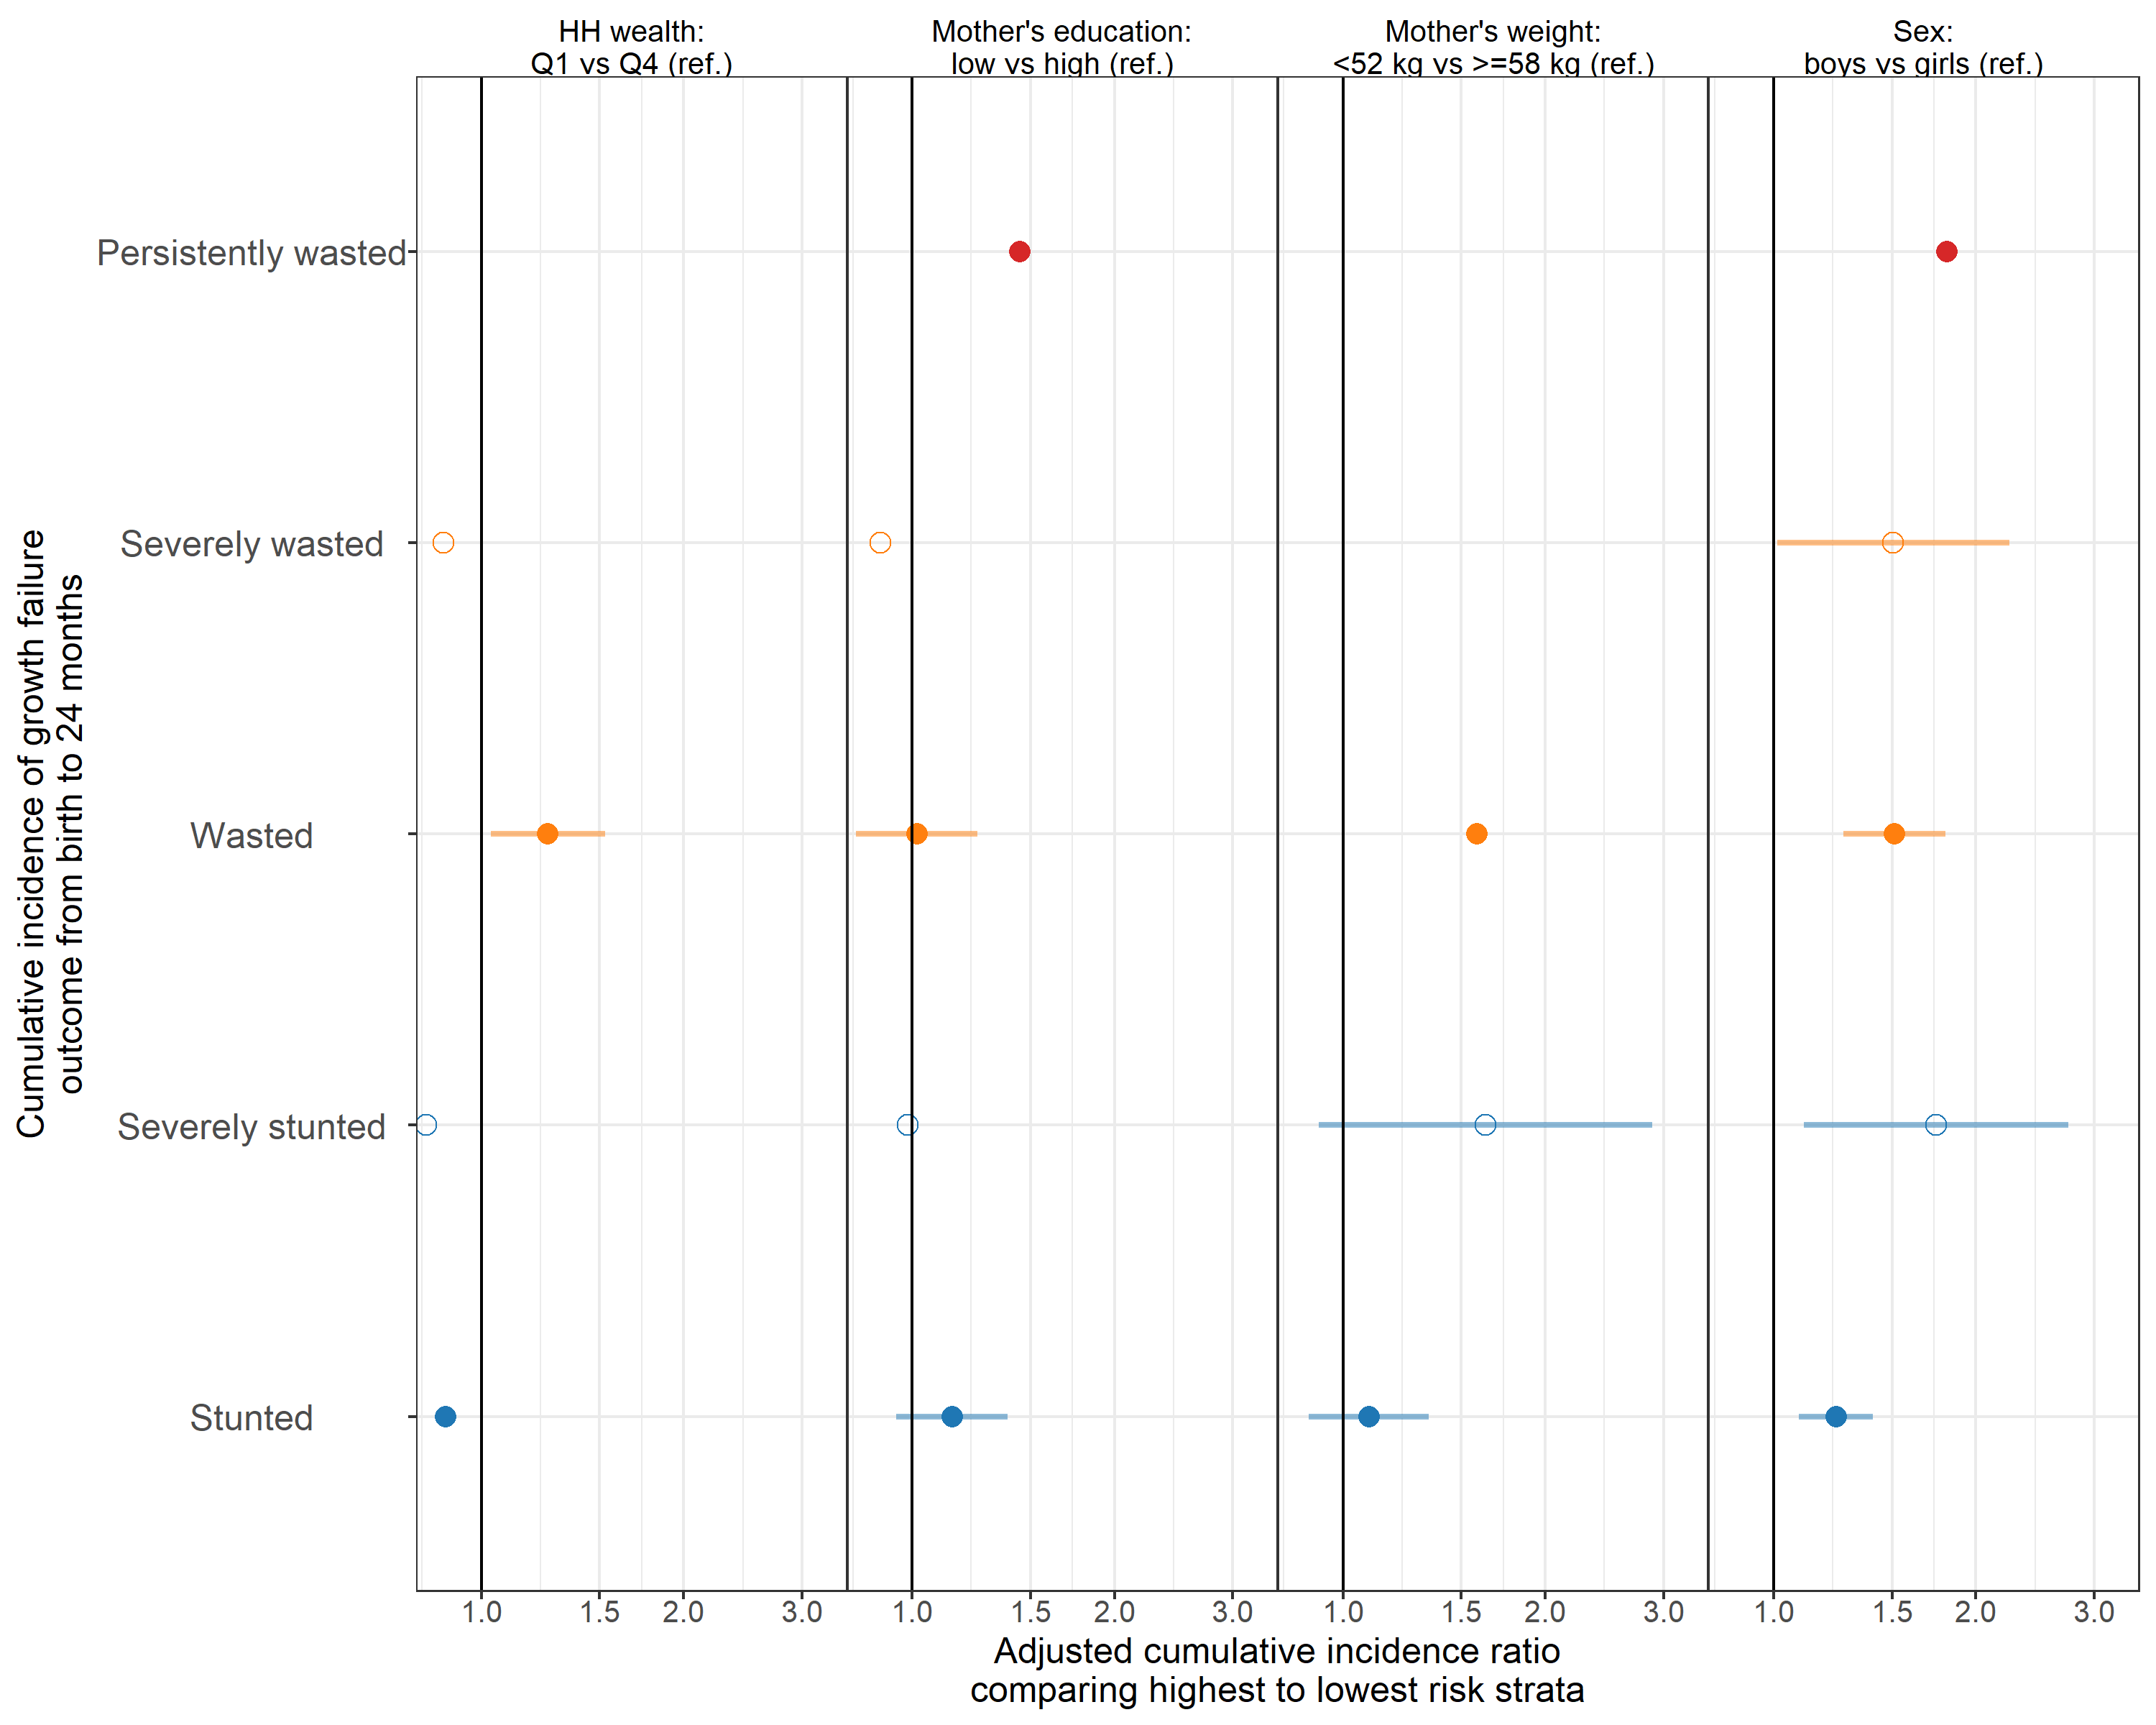 HH wealth:
Q1 vs Q4 (ref.)
Mother's education:
low vs high (ref.)
Mother's weight:
<52 kg vs >=58 kg (ref.)
Sex:
boys vs girls (ref.)
Cumulative incidence of growth failure
outcome from birth to 24 months
Persistently wasted
Severely wasted
Wasted
Severely stunted
Stunted
1.0 1.5 2.0 3.0 1.0 1.5 2.0 3.0 1.0 1.5 2.0 3.0 1.0 1.5 2.0 3.0
Adjusted cumulative incidence ratio
comparing highest to lowest risk strata